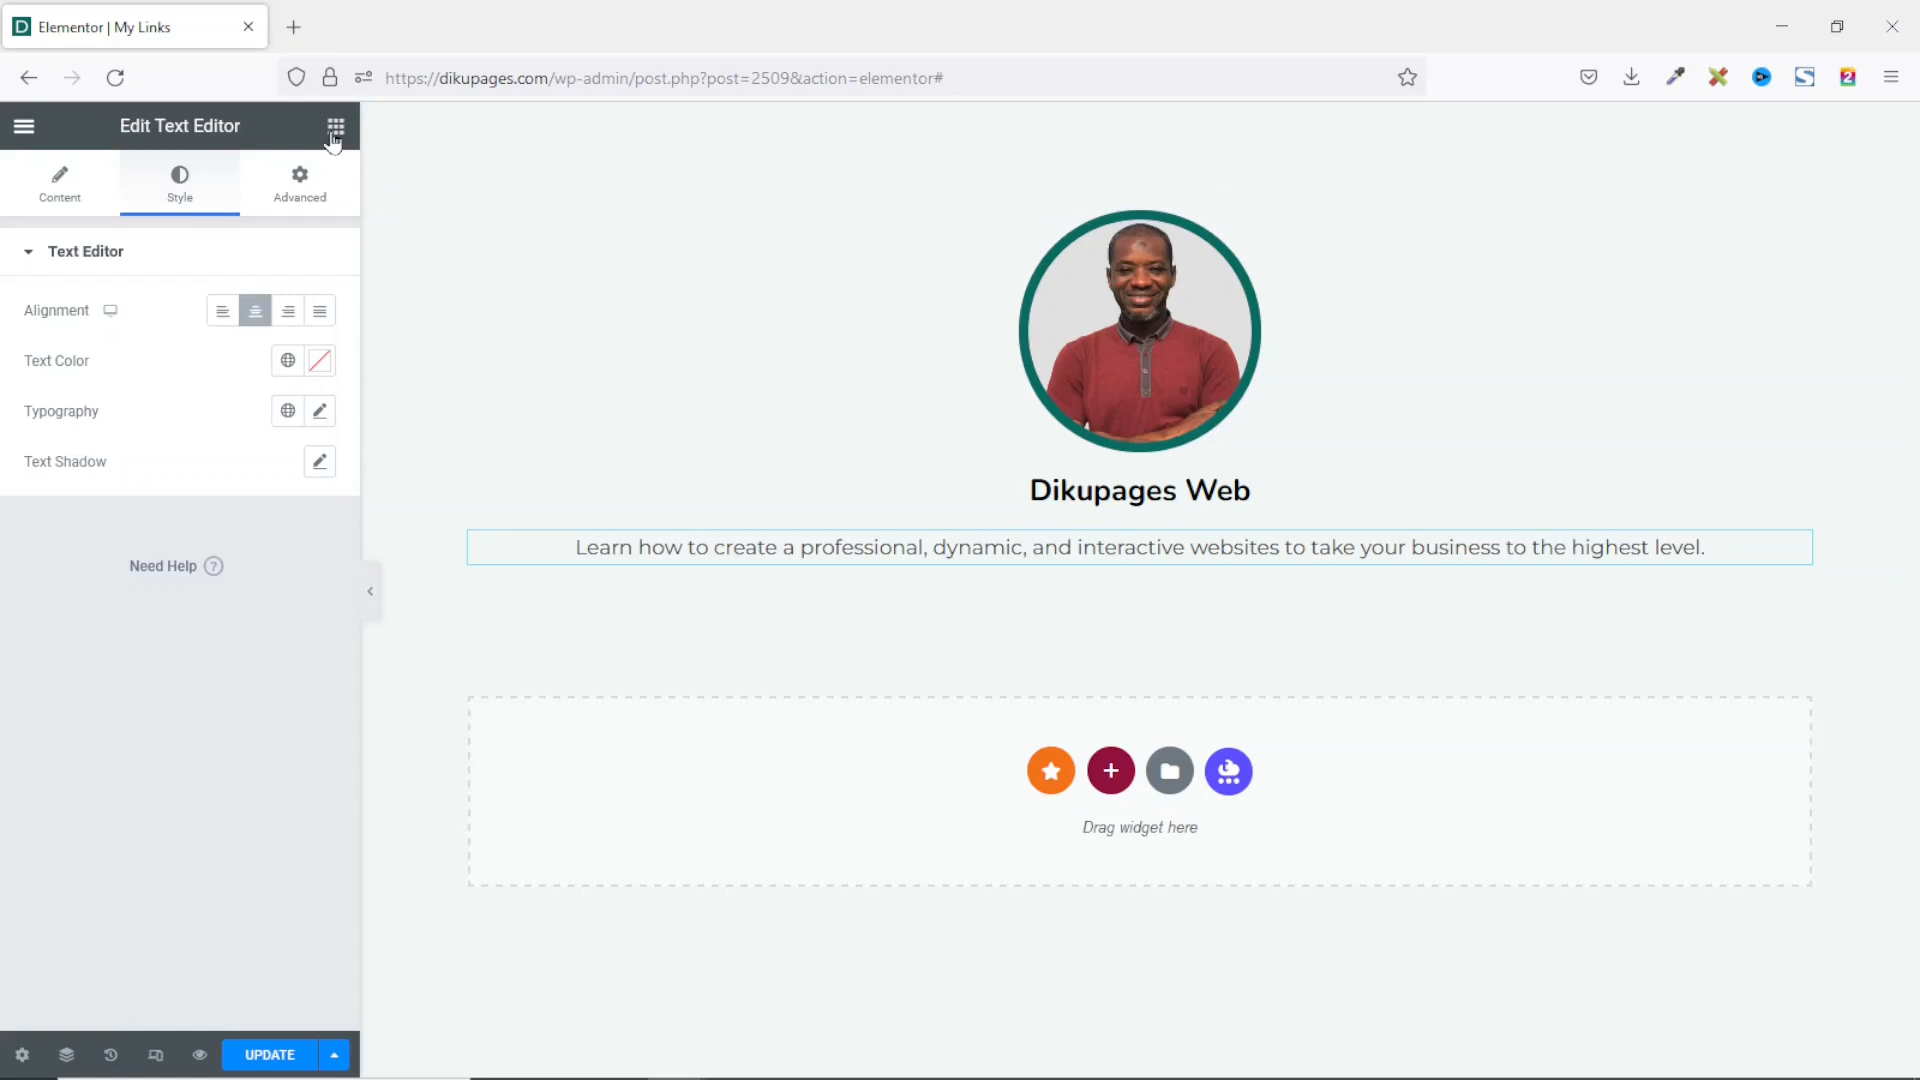 Elementor | My Links
https://dikupages.com/wp-admin/post.php?post=2509&action=elementor#
Edit Text Editor
Content
Style
Advanced
Text Editor
Alignment
Text Color
Typography
Text Shadow
Need Help ?
UPDATE
Dikupages Web
Learn how to create a professional, dynamic, and interactive websites to take your business to the highest level.
Drag widget here